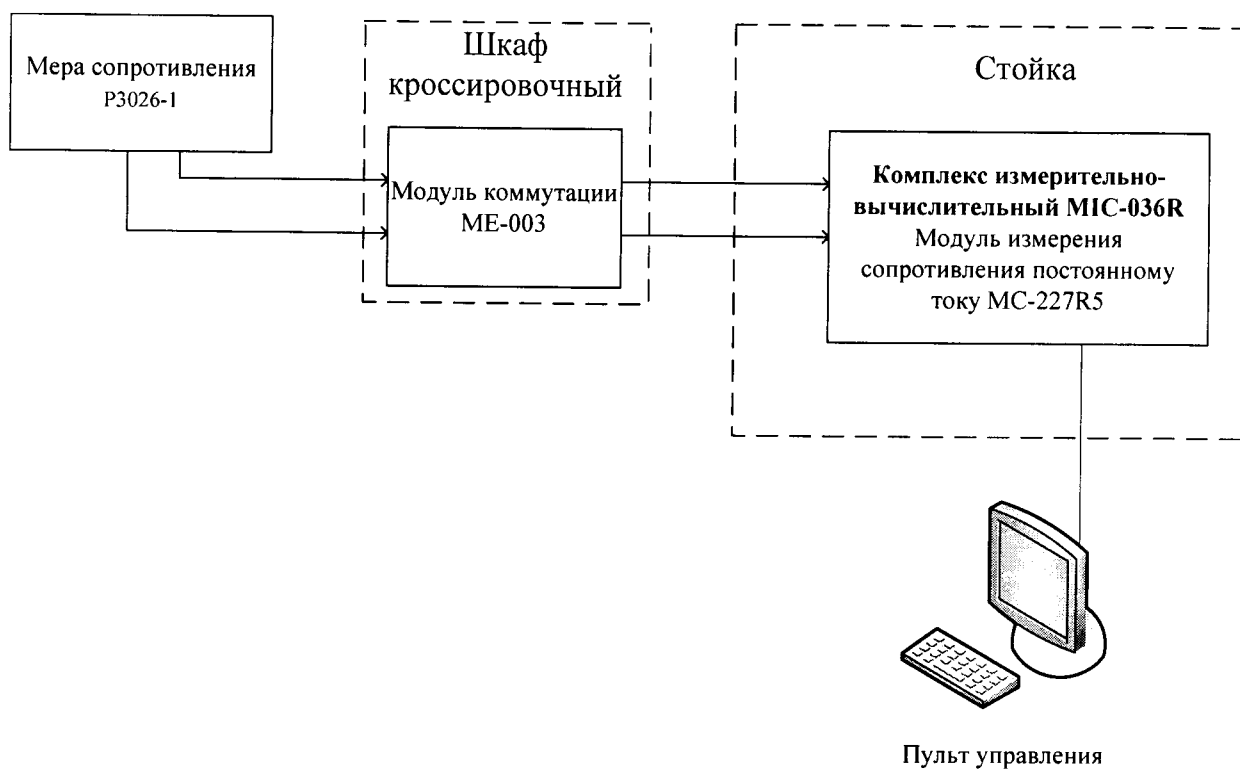 Мера сопротивления
Р3026-1
Шкаф
кроссировочный
Модуль коммутации
МЕ-003
Стойка
Комплекс измерительно-
вычислительный MIC-036R
Модуль измерения
сопротивления постоянному
току МС-227R5
Пульт управления